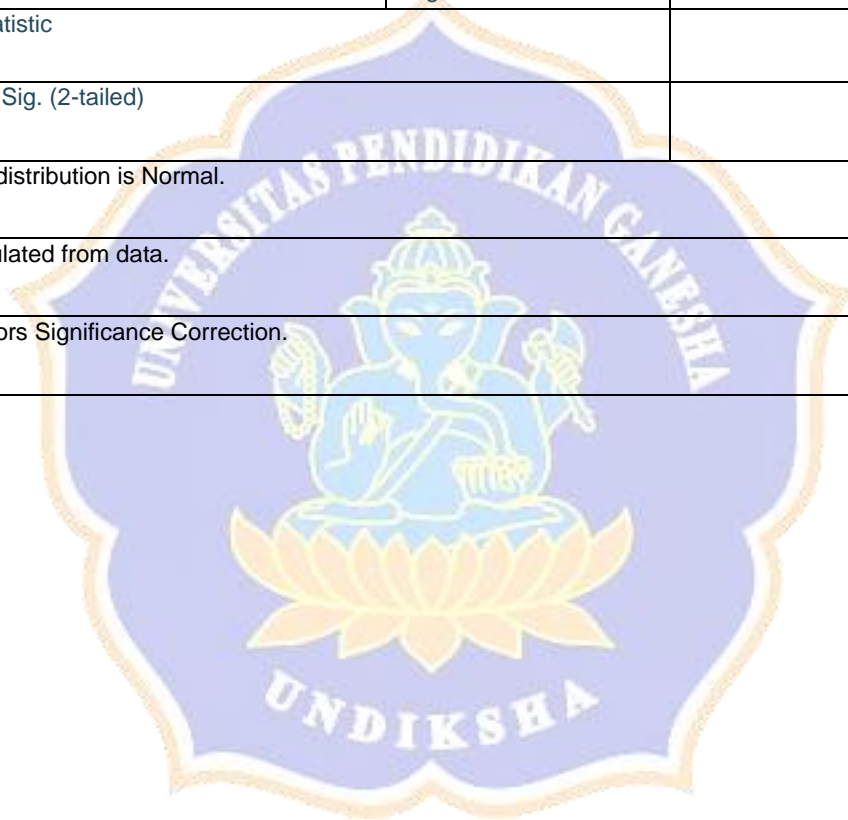 atistic
Sig. (2-tailed)
distribution is Normal.
ulated from data.
ors Significance Correction.
UNIVERSITAS PENDIDIKAN GANESHA
UNDIKSHA